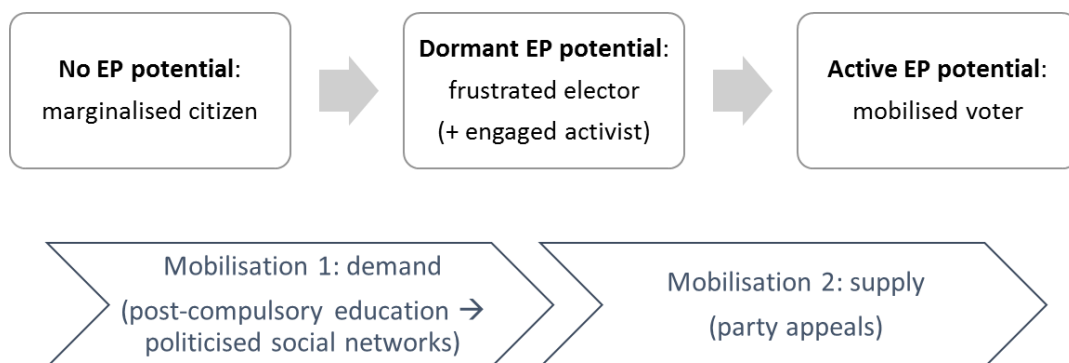 No EP potential:
marginalised citizen
Dormant EP potential:
frustrated elector
(+ engaged activist)
Active EP potential:
mobilised voter
Mobilisation 1: demand
(post-compulsory education →
politicised social networks)
Mobilisation 2: supply
(party appeals)